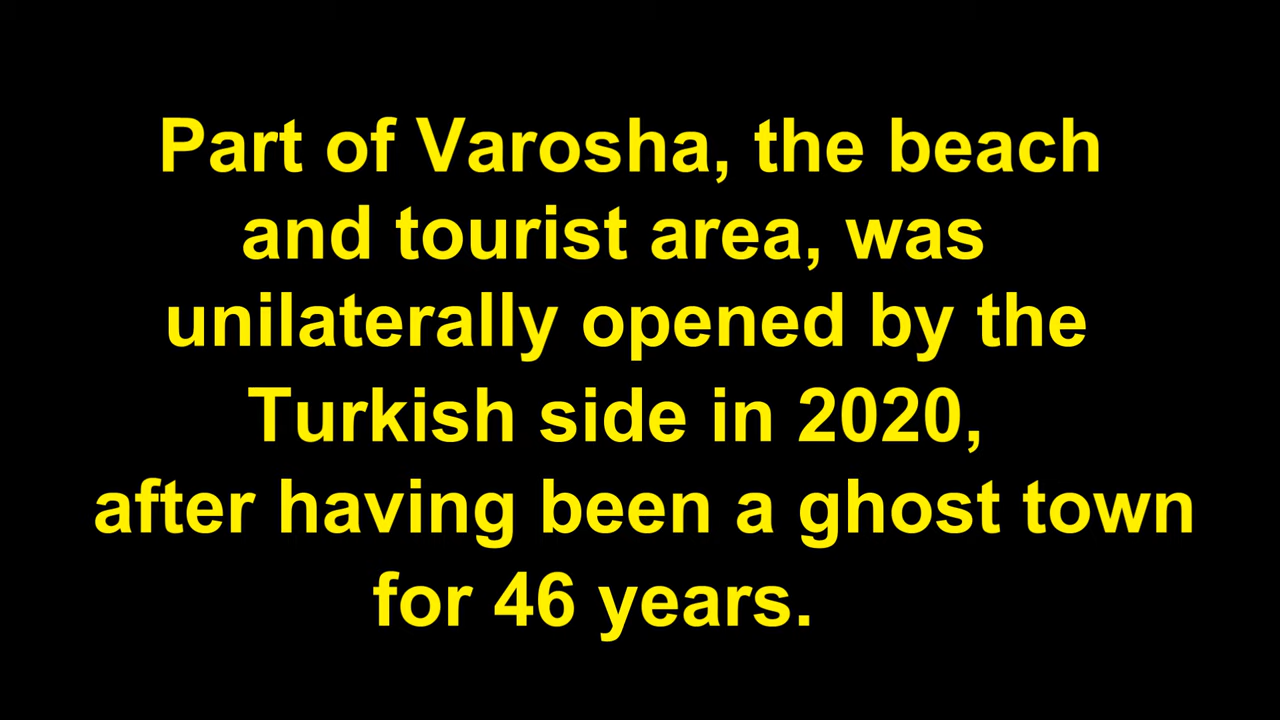 Part of Varosha, the beach
and tourist area, was
unilaterally opened by the
Turkish side in 2020,
after having been a ghost town
for 46 years.